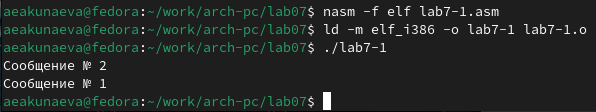 aeakunaeva@fedora:~/work/arch-pc/lab07$ nasm -f elf lab7-1.asm
aeakunaeva@fedora:~/work/arch-pc/lab07$ ld -m elf_i386 -o lab7-1 lab7-1.o
aeakunaeva@fedora:~/work/arch-pc/lab07$ ./lab7-1
Сообщение № 2
Сообщение № 1
aeakunaeva@fedora:~/work/arch-pc/lab07$